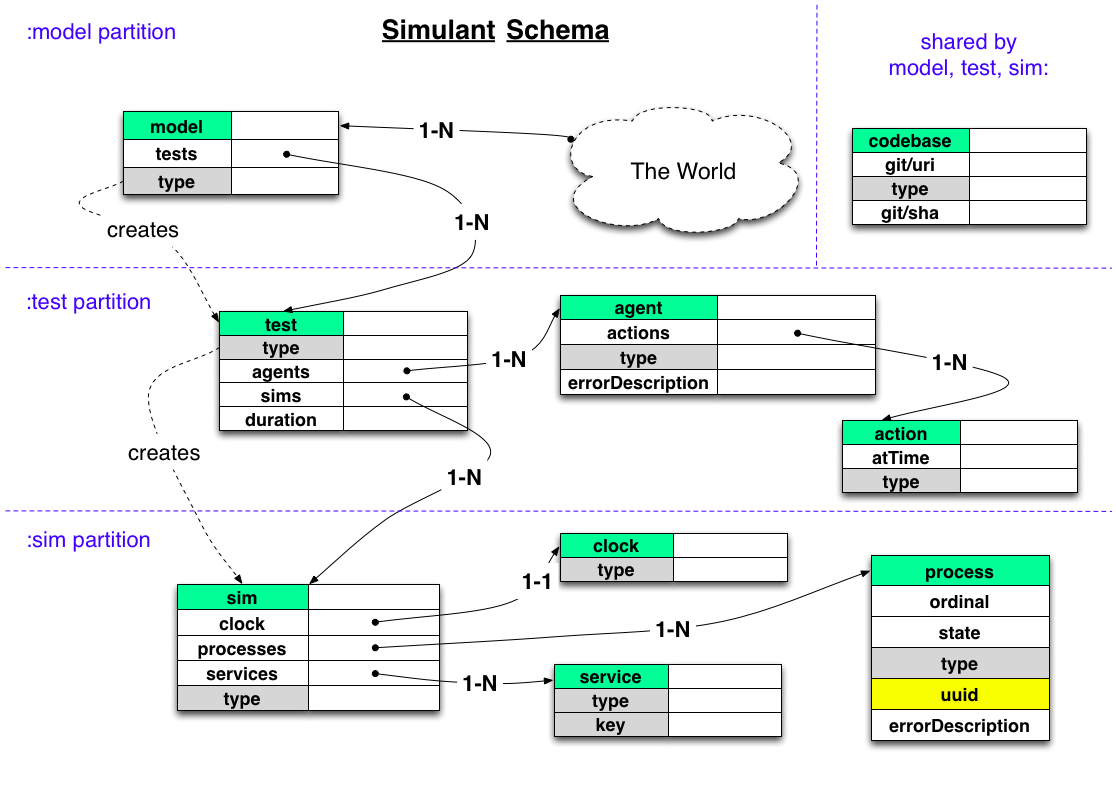 :model partition
Simulant Schema
shared by
model, test, sim:
model
tests
type
1-N
The World
codebase
git/uri
type
git/sha
creates
1-N
:test partition
test
type
agents
sims
duration
1-N
agent
actions
type
errorDescription
1-N
action
atTime
type
creates
1-N
:sim partition
sim
clock
processes
services
type
1-1
clock
type
1-N
1-N
service
type
key
process
ordinal
state
type
uuid
errorDescription